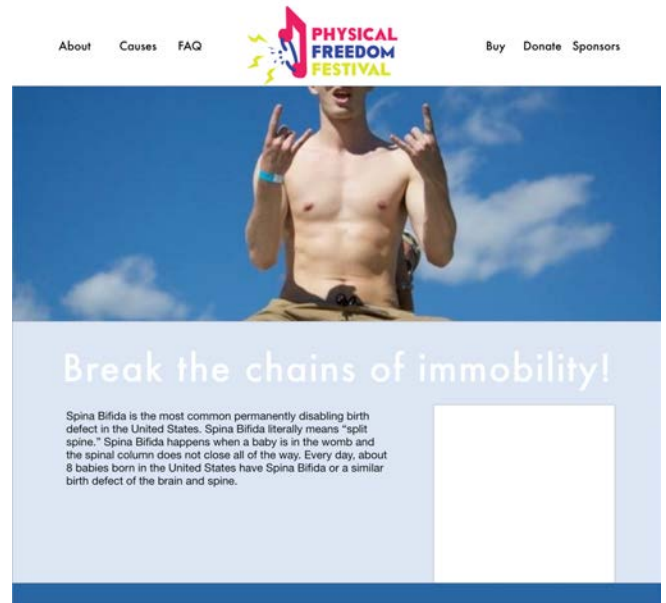 About Causes FAQ
PHYSICAL
FREEDOM
FESTIVAL
Buy Donate Sponsors
Break the chains of immobility!
Spina Bifida is the most common permanently disabling birth
defect in the United States. Spina Bifida literally means “split
spine.” Spina Bifida happens when a baby is in the womb and
the spinal column does not close all of the way. Every day, about
8 babies born in the United States have Spina Bifida or a similar
birth defect of the brain and spine.